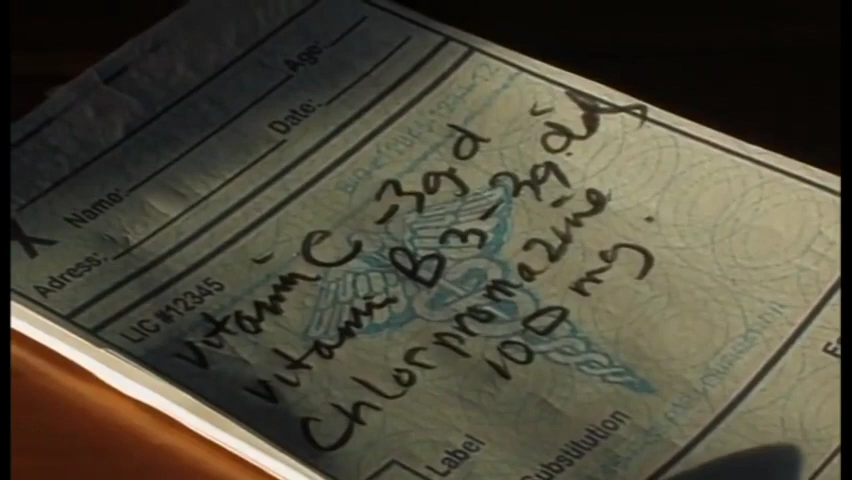 Age:
Date:
Name:
Adress:
LIC #12345
vitamin C - 3g.d
vitamin B3 - 3g.d
Chlorpromazine
100 mg.
Label
Substitution